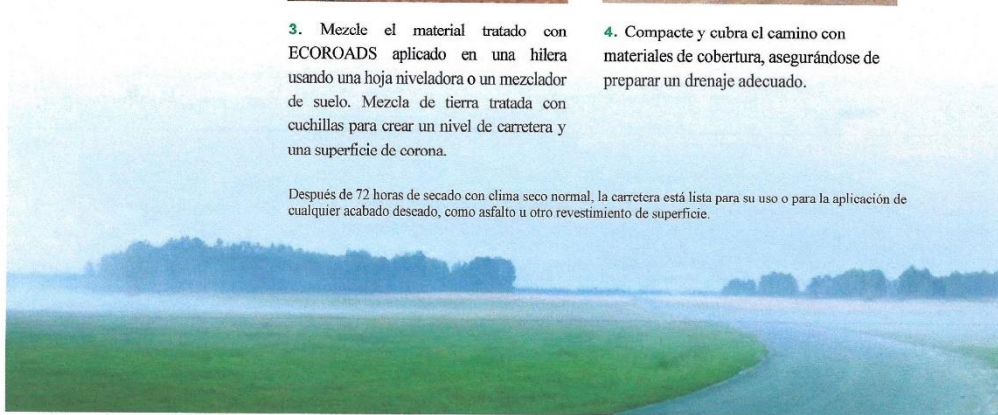 3. Mezcle el material tratado con
ECOROADS aplicado en una hilera
usando una hoja niveladora o un mezclador
de suelo. Mezcla de tierra tratada con
cuchillas para crear un nivel de carretera y
una superficie de corona.
4. Compacte y cubra el camino con
materiales de cobertura, asegurándose de
preparar un drenaje adecuado.
Después de 72 horas de secado con clima seco normal, la carretera está lista para su uso o para la aplicación de
cualquier acabado deseado, como asfalto u otro revestimiento de superficie.